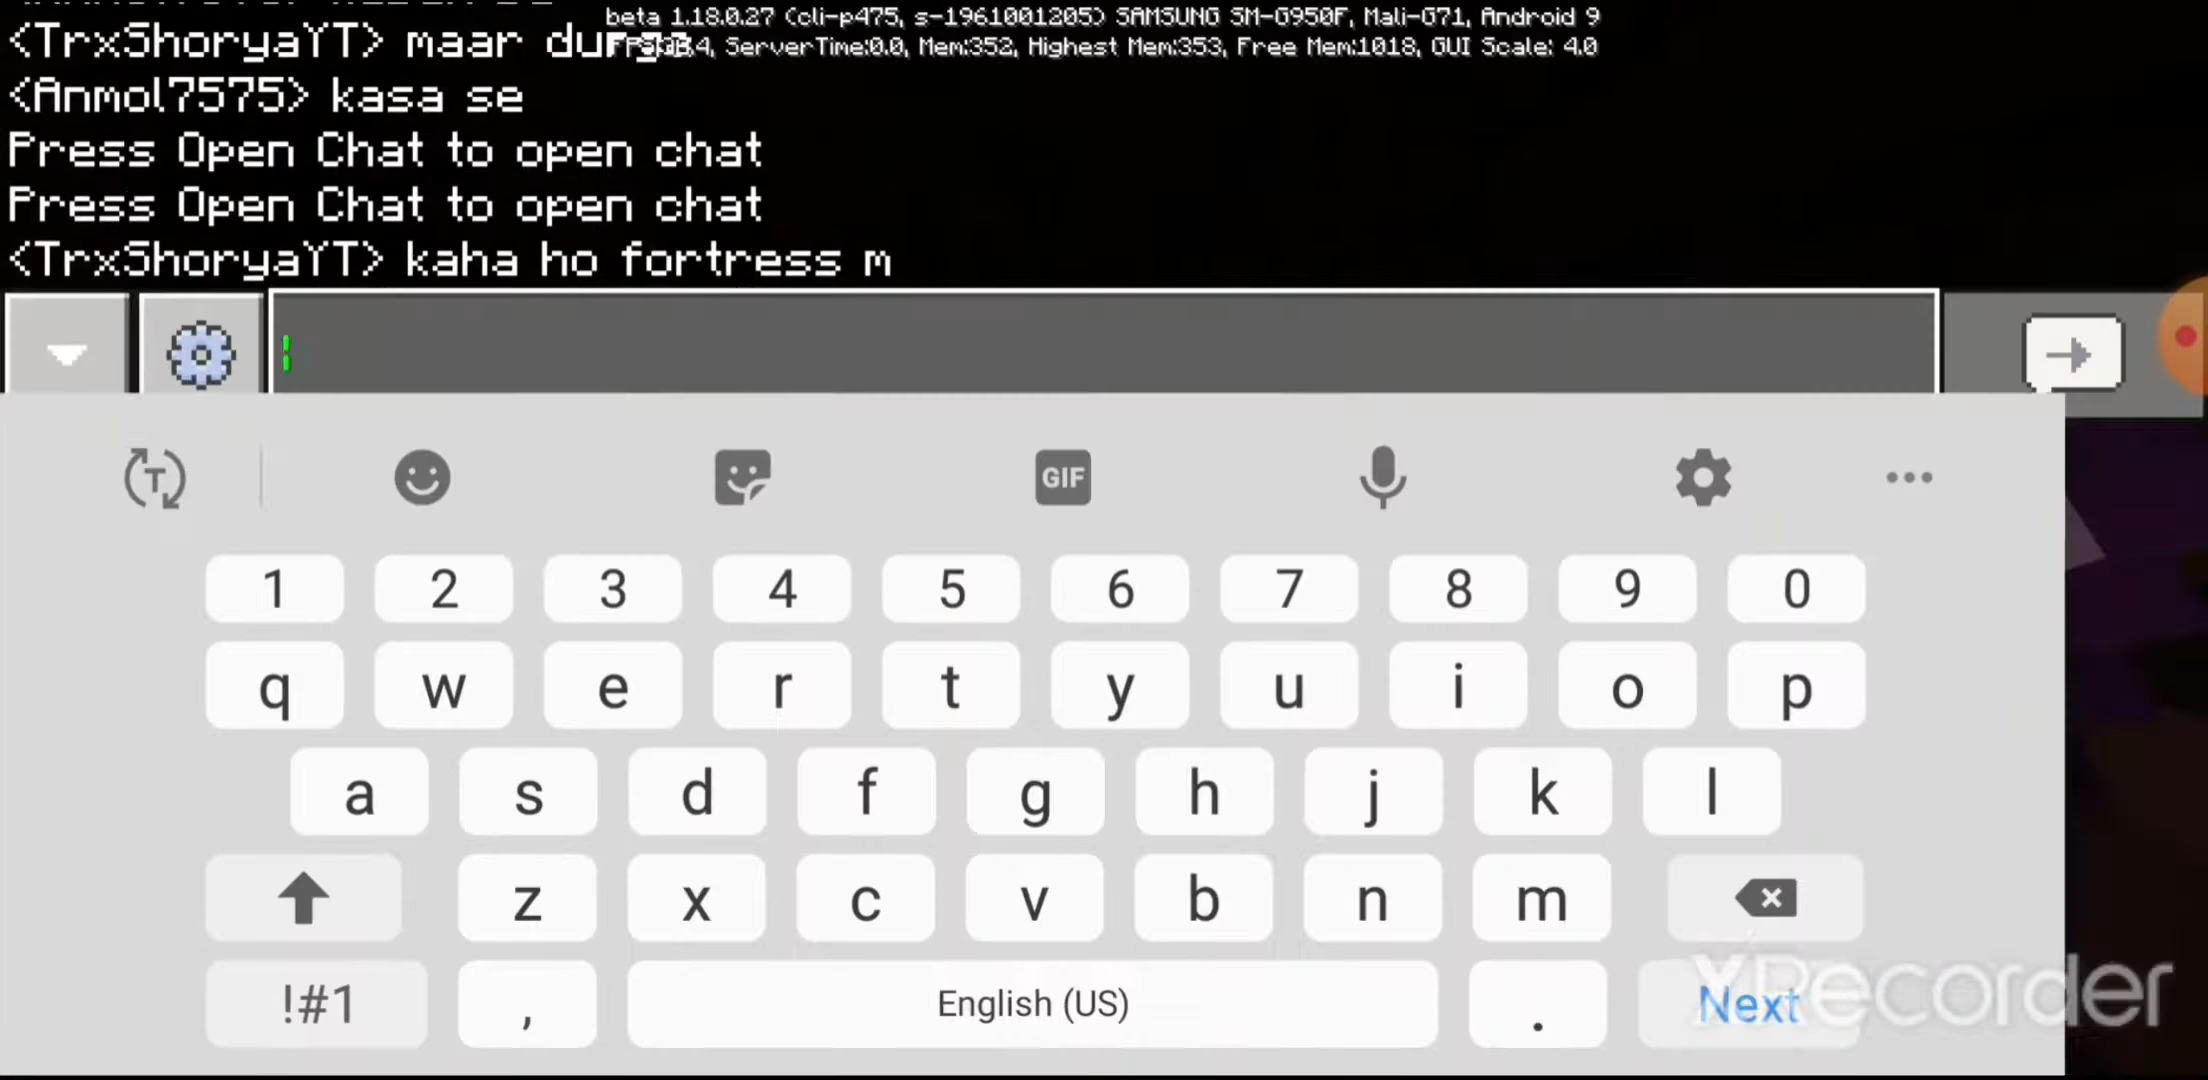 beta 1.18.0.27 (cli-p475, s-1961001205) SAMSUNG SM-G950F, Mali-G71, Android 9
ServerTime:0.0, Mem:352, Highest Mem:353, Free Mem:1018, GUI Scale: 4.0
<TrxShoryaYT> maar
<Anmol7575> kasa se
Press Open Chat to open chat
Press Open Chat to open chat
<TrxShoryaYT> kaha ho fortress m
T
GIF
1 2 3 4 5 6 7 8 9 0
q w e r t y u i o p
a s d f g h j k l
z x c v b n m
!#1 , English (US) . Next
XRecorder